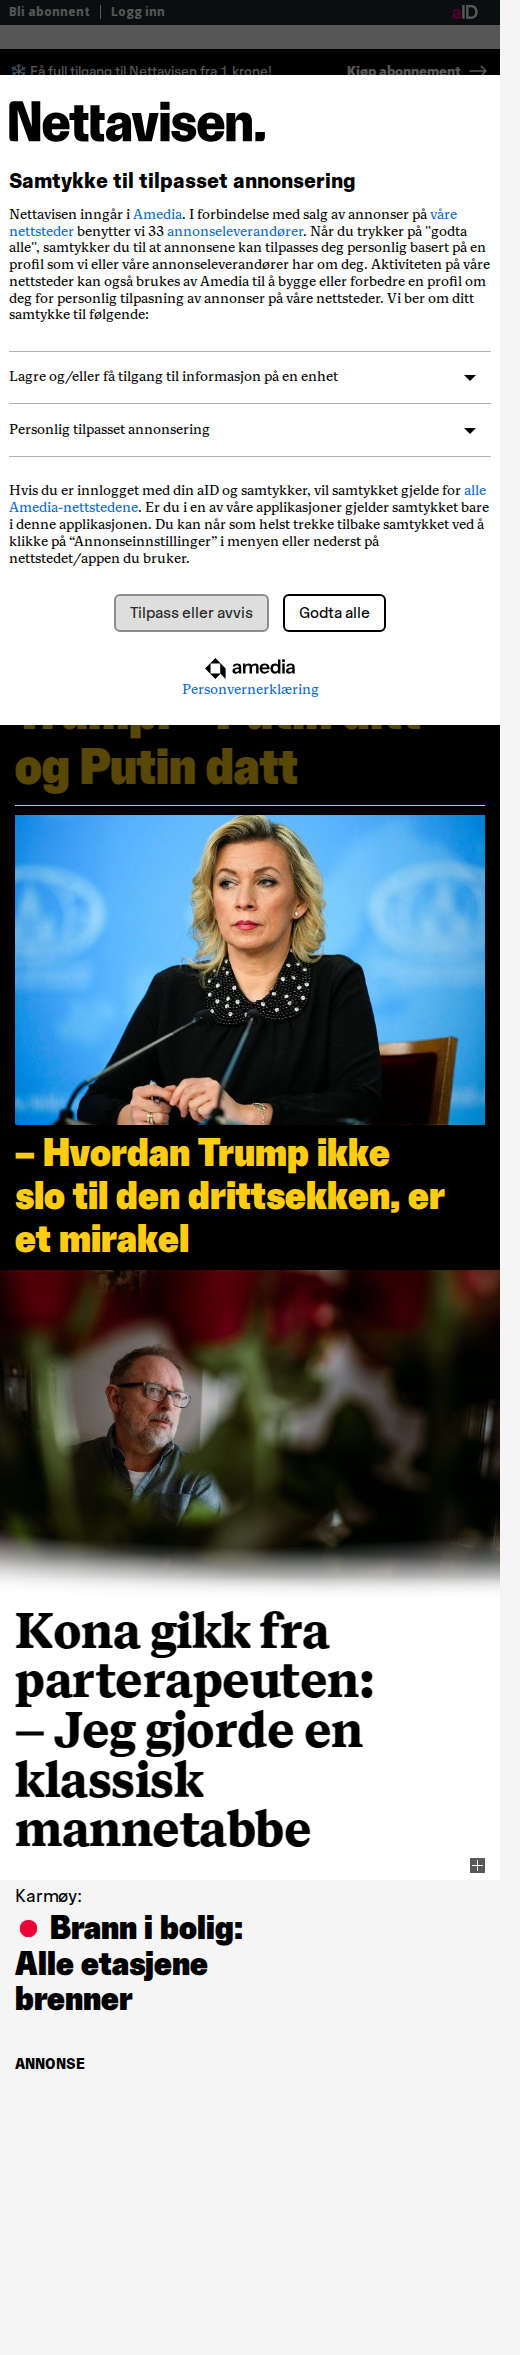 Bli abonnent | Logg inn
aID
Få full tilgang til Nettavisen fra 1 krone! Kjøp abonnement
Nettavisen.
Samtykke til tilpasset annonsering
Nettavisen inngår i Amedia. I forbindelse med salg av annonser på våre
nettsteder benytter vi 33 annonseleverandører. Når du trykker på "godta
alle", samtykker du til at annonsene kan tilpasses deg personlig basert på en
profil som vi eller våre annonseleverandører har om deg. Aktiviteten på våre
nettsteder kan også brukes av Amedia til å bygge eller forbedre en profil om
deg for personlig tilpasning av annonser på våre nettsteder. Vi ber om ditt
samtykke til følgende:
Lagre og/eller få tilgang til informasjon på en enhet
Personlig tilpasset annonsering
Hvis du er innlogget med din aID og samtykker, vil samtykket gjelde for alle
Amedia-nettstedene. Er du i en av våre applikasjoner gjelder samtykket bare
i denne applikasjonen. Du kan når som helst trekke tilbake samtykket ved å
klikke på “Annonseinnstillinger” i menyen eller nederst på
nettstedet/appen du bruker.
Tilpass eller avvis Godta alle
amedia
Personvernerklæring
og Putin datt
– Hvordan Trump ikke
slo til den drittsekken, er
et mirakel
Kona gikk fra
parterapeuten:
– Jeg gjorde en
klassisk
mannetabbe
Karmøy:
Brann i bolig:
Alle etasjene
brenner
ANNONSE